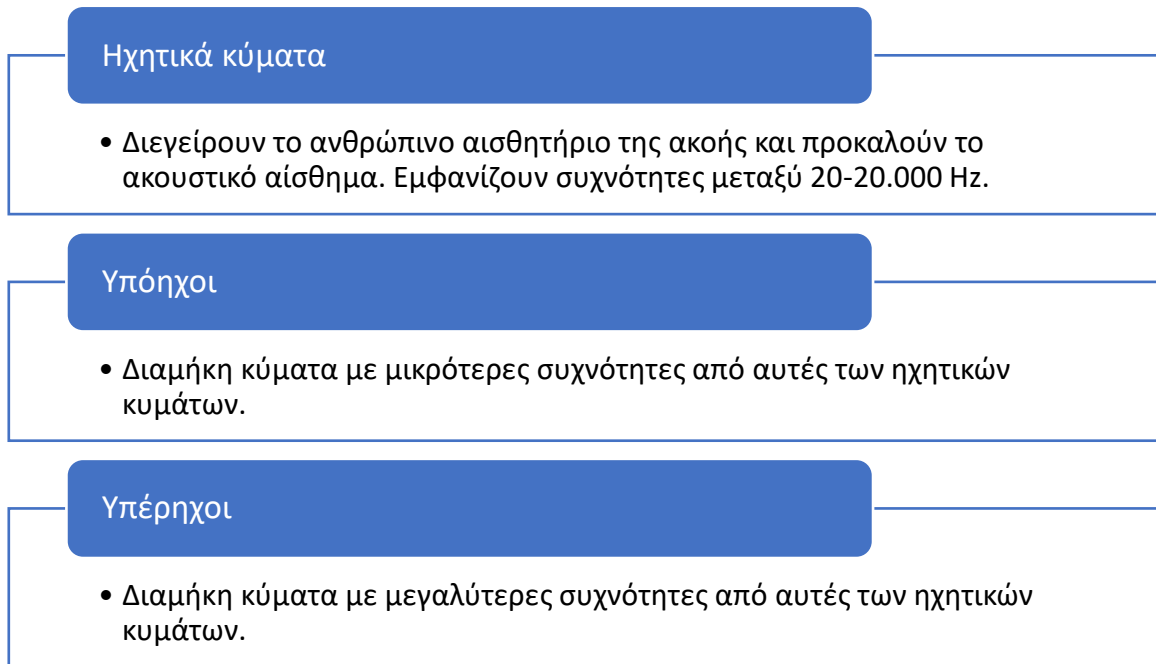 Ηχητικά κύματα
• Διεγείρουν το ανθρώπινο αισθητήριο της ακοής και προκαλούν το
ακουστικό αίσθημα. Εμφανίζουν συχνότητες μεταξύ 20-20.000 Hz.
Υπόηχοι
• Διαμήκη κύματα με μικρότερες συχνότητες από αυτές των ηχητικών
κυμάτων.
Υπέρηχοι
• Διαμήκη κύματα με μεγαλύτερες συχνότητες από αυτές των ηχητικών
κυμάτων.